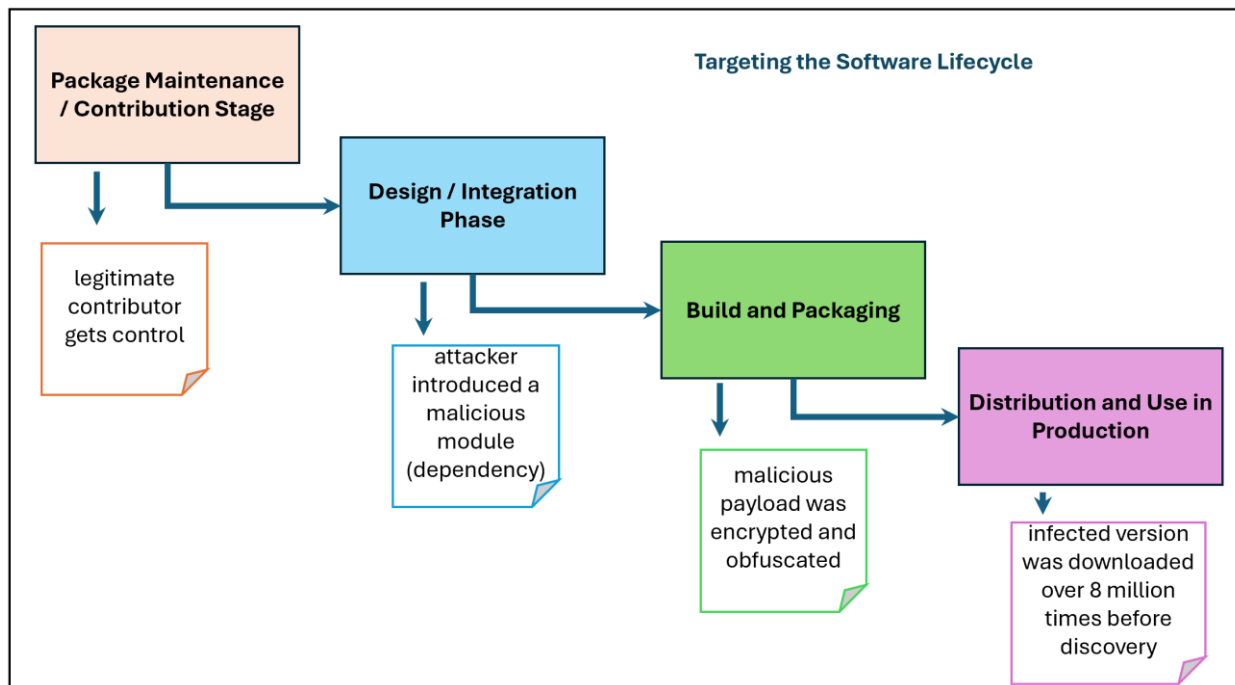 Targeting the Software Lifecycle
Package Maintenance
/ Contribution Stage
legitimate
contributor
gets control
Design / Integration
Phase
attacker
introduced a
malicious
module
(dependency)
Build and Packaging
malicious
payload was
encrypted and
obfuscated
Distribution and Use in
Production
infected version
was downloaded
over 8 million
times before
discovery